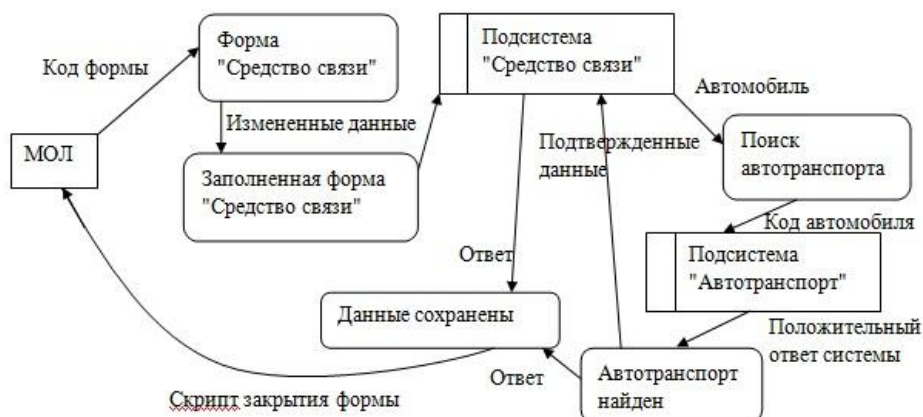 Код формы
Форма
"Средство связи"
Подсистема
"Средство связи"
Автомобиль
МОЛ
Измененные данные
Заполненная форма
"Средство связи"
Подтвержденные
данные
Поиск
автотранспорта
Код автомобиля
Подсистема
"Автотранспорт"
Ответ
Данные сохранены
Положительный
ответ системы
Ответ
Автотранспорт
найден
Скрипт закрытия формы